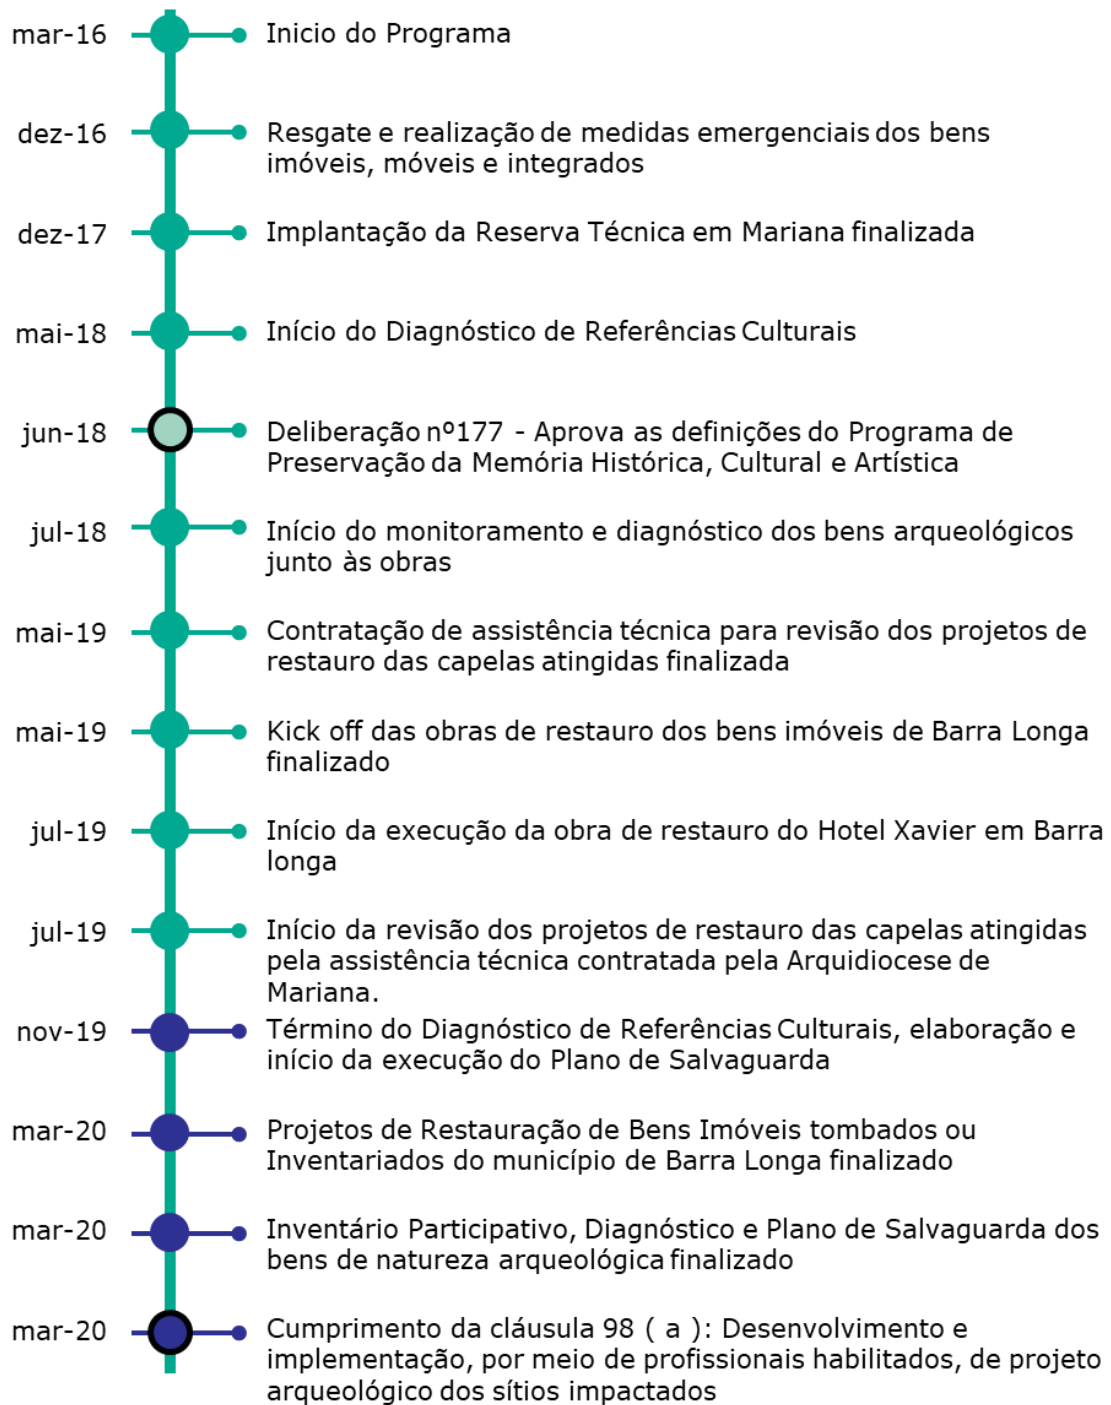 mar-16 Inicio do Programa
dez-16 Resgate e realização de medidas emergenciais dos bens
imóveis, móveis e integrados
dez-17 Implantação da Reserva Técnica em Mariana finalizada
mai-18 Início do Diagnóstico de Referências Culturais
jun-18 Deliberação nº177 - Aprova as definições do Programa de
Preservação da Memória Histórica, Cultural e Artística
jul-18 Início do monitoramento e diagnóstico dos bens arqueológicos
junto às obras
mai-19 Contratação de assistência técnica para revisão dos projetos de
restauro das capelas atingidas finalizada
mai-19 Kick off das obras de restauro dos bens imóveis de Barra Longa
finalizado
jul-19 Início da execução da obra de restauro do Hotel Xavier em Barra
longa
jul-19 Início da revisão dos projetos de restauro das capelas atingidas
pela assistência técnica contratada pela Arquidiocese de
Mariana.
nov-19 Término do Diagnóstico de Referências Culturais, elaboração e
início da execução do Plano de Salvaguarda
mar-20 Projetos de Restauração de Bens Imóveis tombados ou
Inventariados do município de Barra Longa finalizado
mar-20 Inventário Participativo, Diagnóstico e Plano de Salvaguarda dos
bens de natureza arqueológica finalizado
mar-20 Cumprimento da cláusula 98 ( a ): Desenvolvimento e
implementação, por meio de profissionais habilitados, de projeto
arqueológico dos sítios impactados